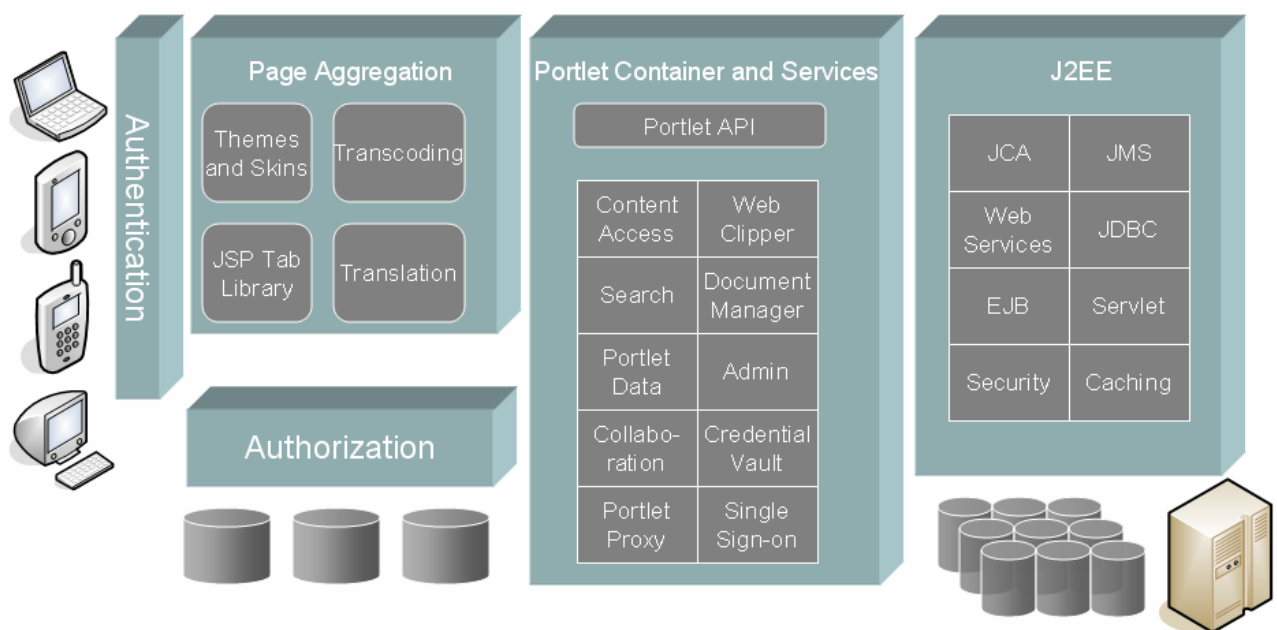 Authentication
Page Aggregation
Themes
and Skins
Transcoding
JSP Tab
Library
Translation
Authorization
Portlet Container and Services
Portlet API
Content
Access
Web
Clipper
Search
Document
Manager
Portlet
Data
Admin
Collabo-
ration
Credential
Vault
Portlet
Proxy
Single
Sign-on
J2EE
JCA
JMS
Web
Services
JDBC
EJB
Servlet
Security
Caching